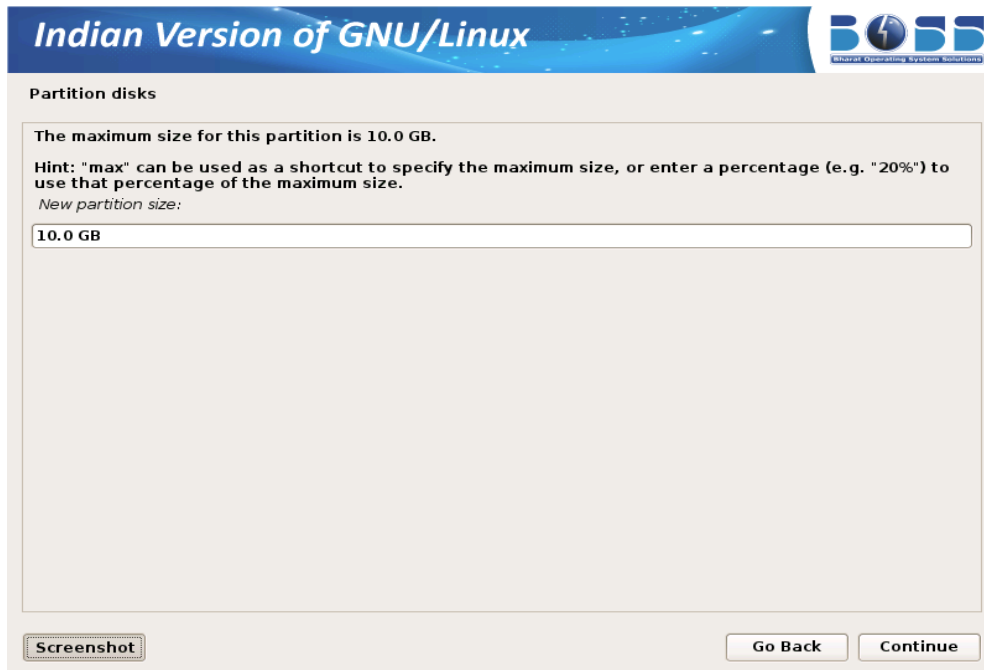 Indian Version of GNU/Linux
BOSS
Bharat Operating System Solutions
Partition disks
The maximum size for this partition is 10.0 GB.
Hint: "max" can be used as a shortcut to specify the maximum size, or enter a percentage (e.g. "20%") to
use that percentage of the maximum size.
New partition size:
10.0 GB
Screenshot
Go Back
Continue